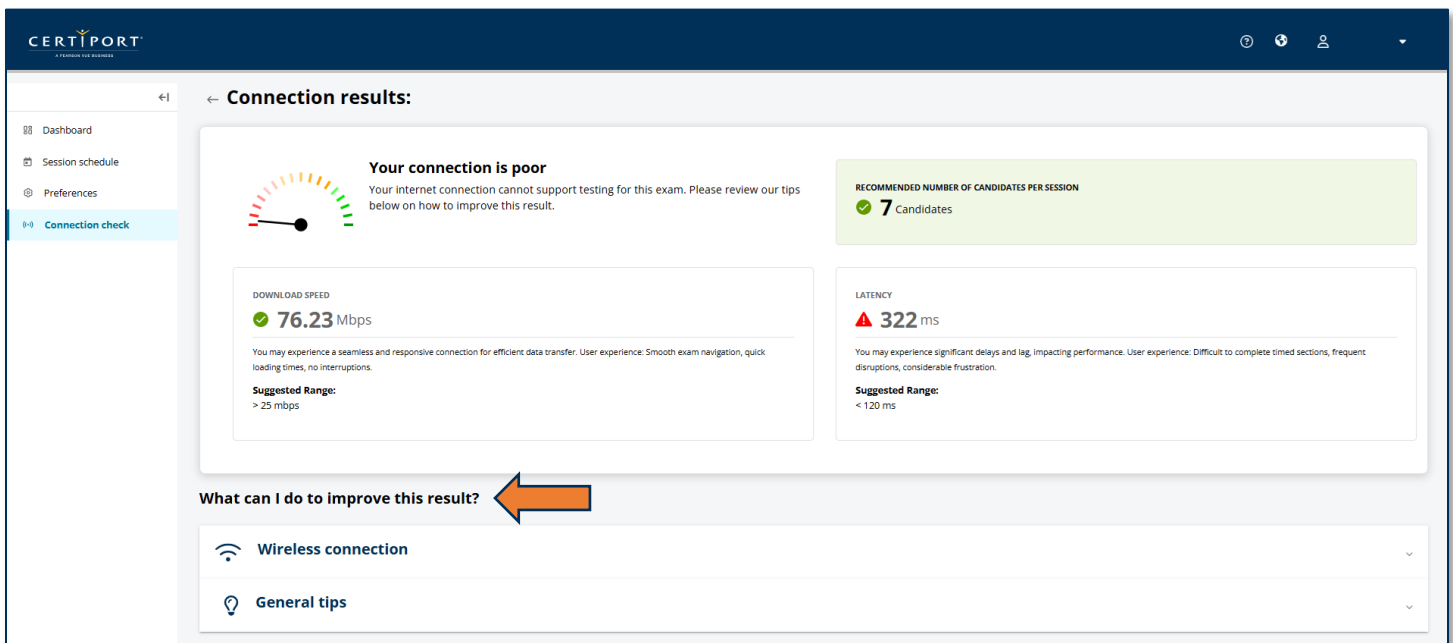 CERTIPORT
A PEARSON VUE BUSINESS
Dashboard
Session schedule
Preferences
Connection check
← Connection results:
Your connection is poor
Your internet connection cannot support testing for this exam. Please review our tips
below on how to improve this result.
RECOMMENDED NUMBER OF CANDIDATES PER SESSION
7 Candidates
DOWNLOAD SPEED
76.23 Mbps
You may experience a seamless and responsive connection for efficient data transfer. User experience: Smooth exam navigation, quick
loading times, no interruptions.
Suggested Range:
> 25 mbps
LATENCY
322 ms
You may experience significant delays and lag, impacting performance. User experience: Difficult to complete timed sections, frequent
disruptions, considerable frustration.
Suggested Range:
< 120 ms
What can I do to improve this result?
Wireless connection
General tips